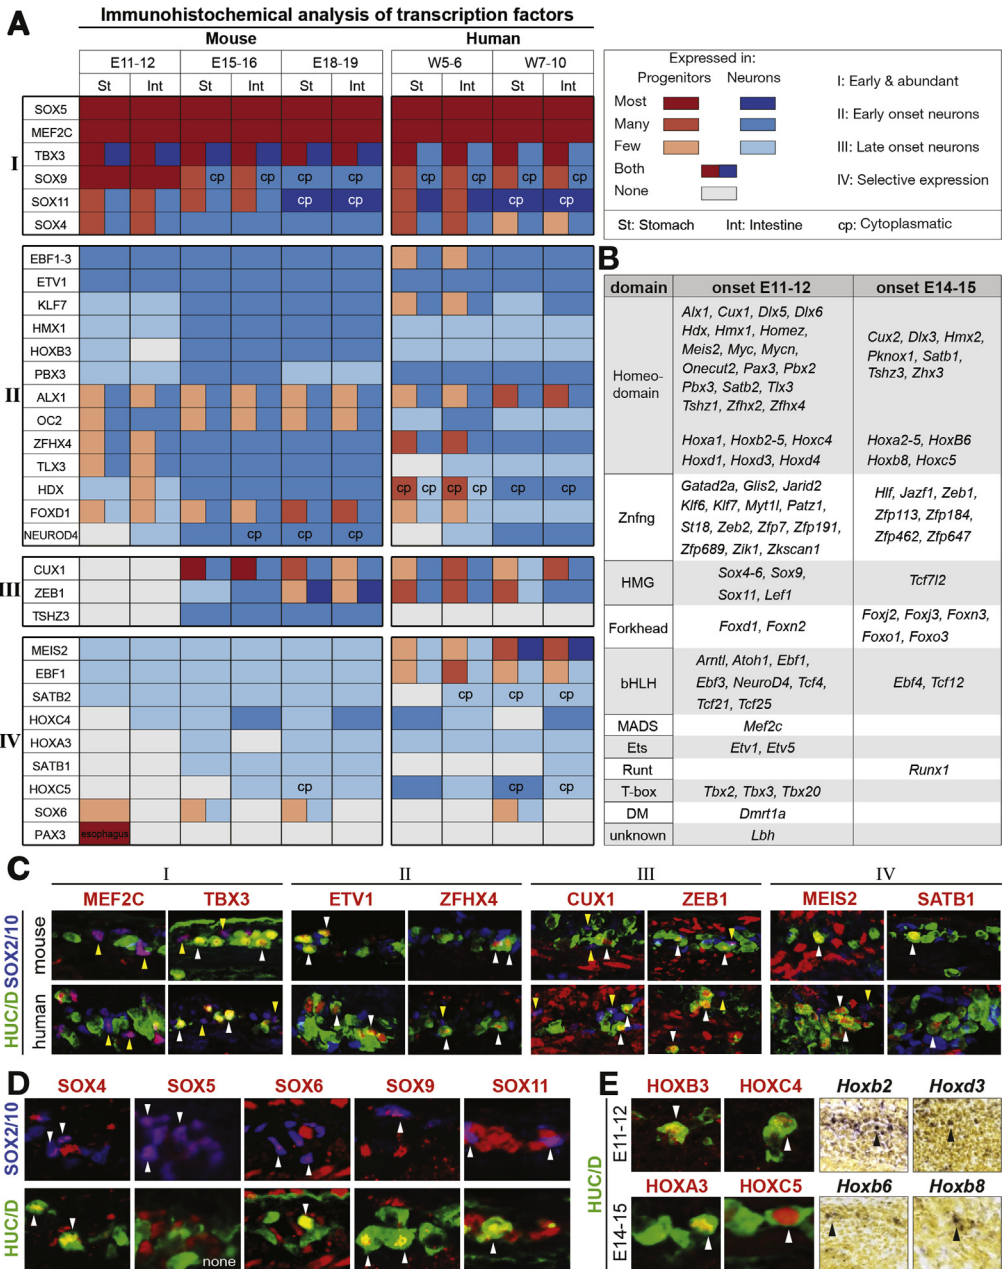 A
Immunohistochemical analysis of transcription factors
Mouse Human
E11-12 E15-16 E18-19 W5-6 W7-10
St Int St Int St Int St Int St Int
I
SOX5
MEF2C
TBX3
SOX9 cp cp cp cp cp cp cp cp
SOX11 cp cp cp cp
SOX4
II
EBF1-3
ETV1
KLF7
HMX1
HOXB3
PBX3
ALX1
OC2
ZFHX4
TLX3
HDX cp cp cp cp cp cp
FOXD1
NEUROD4 cp cp cp
III
CUX1
ZEB1
TSHZ3
IV
MEIS2
EBF1
SATB2 cp cp cp
HOXC4
HOXA3
SATB1
HOXC5 cp cp cp
SOX6
PAX3 esophagus
Expressed in:
Progenitors Neurons
Most
Many
Few
Both
None
I: Early & abundant
II: Early onset neurons
III: Late onset neurons
IV: Selective expression
St: Stomach Int: Intestine cp: Cytoplasmatic
B
domain onset E11-12 onset E14-15
Homeo-
domain
Alx1, Cux1, Dlx5, Dlx6
Hdx, Hmx1, Homez,
Meis2, Myc, Mycn,
Onecut2, Pax3, Pbx2
Pbx3, Satb2, Tlx3
Tshz1, Zfhx2, Zfhx4
Hoxa1, Hoxb2-5, Hoxc4
Hoxd1, Hoxd3, Hoxd4
Cux2, Dlx3, Hmx2,
Pknox1, Satb1,
Tshz3, Zhx3
Hoxa2-5, HoxB6
Hoxb8, Hoxc5
Znfng
Gatad2a, Glis2, Jarid2
Klf6, Klf7, Myt1l, Patz1,
St18, Zeb2, Zfp7, Zfp191,
Zfp689, Zik1, Zkscan1
Hlf, Jazf1, Zeb1,
Zfp113, Zfp184,
Zfp462, Zfp647
HMG
Sox4-6, Sox9,
Sox11, Lef1
Tcf7l2
Forkhead
Foxd1, Foxn2
Foxj2, Foxj3, Foxn3,
Foxo1, Foxo3
bHLH
Arntl, Atoh1, Ebf1,
Ebf3, NeuroD4, Tcf4,
Tcf21, Tcf25
Ebf4, Tcf12
MADS Mef2c
Ets Etv1, Etv5
Runt Runx1
T-box Tbx2, Tbx3, Tbx20
DM Dmrt1a
unknown Lbh
C
I II III IV
MEF2C TBX3 ETV1 ZFHX4 CUX1 ZEB1 MEIS2 SATB1
HUC/D SOX2/10
mouse
human
D
SOX4 SOX5 SOX6 SOX9 SOX11
SOX2/10
HUC/D
none
E
HUC/D
E11-12
HOXB3 HOXC4 Hoxb2 Hoxd3
E14-15
HOXA3 HOXC5 Hoxb6 Hoxb8